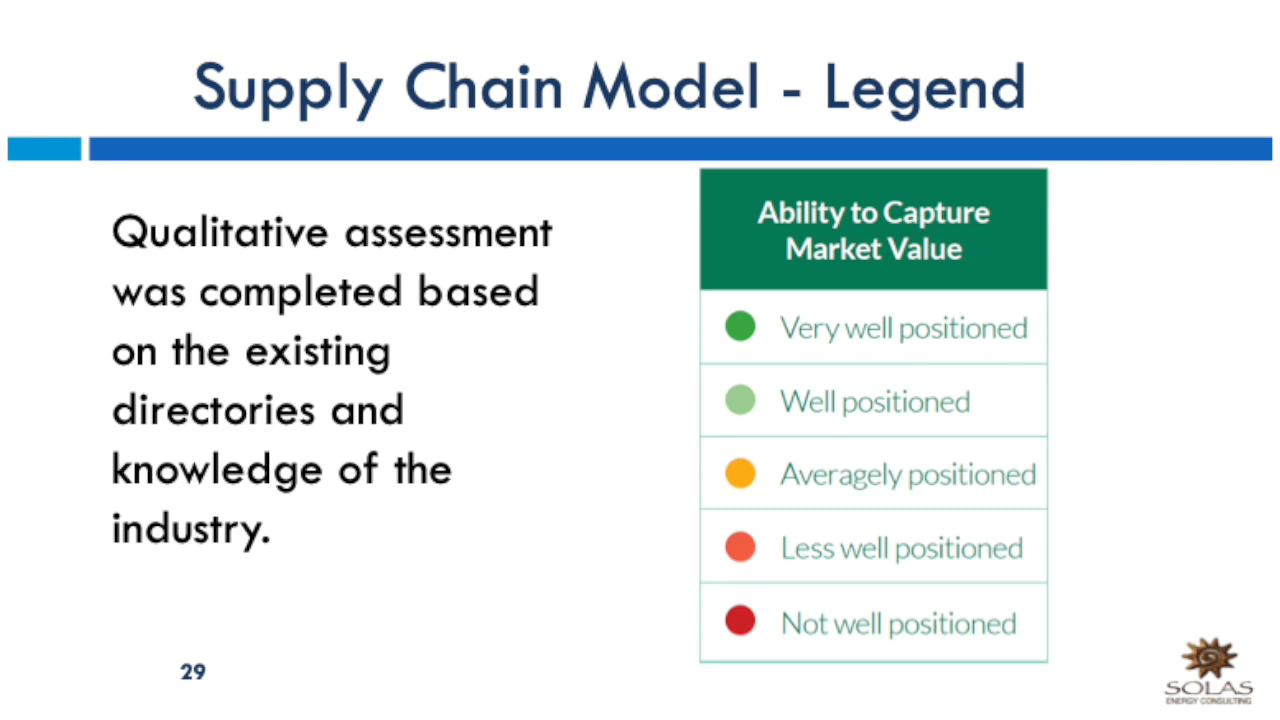 Supply Chain Model - Legend
Qualitative assessment
was completed based
on the existing
directories and
knowledge of the
industry.
Ability to Capture
Market Value
Very well positioned
Well positioned
Averagely positioned
Less well positioned
Not well positioned
29
SOLAS
ENERGY CONSULTING